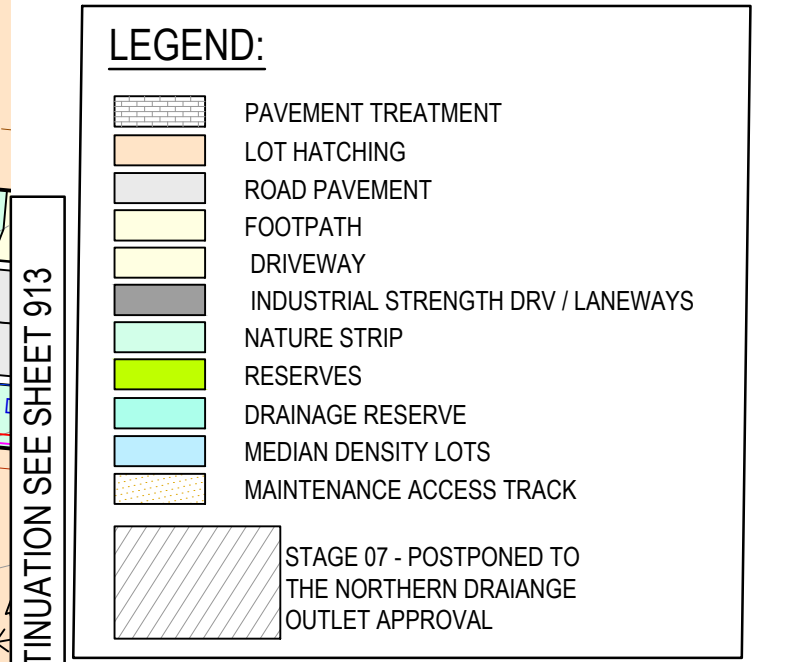 LEGEND:
PAVEMENT TREATMENT
LOT HATCHING
ROAD PAVEMENT
FOOTPATH
DRIVEWAY
INDUSTRIAL STRENGTH DRV / LANEWAYS
NATURE STRIP
RESERVES
DRAINAGE RESERVE
MEDIAN DENSITY LOTS
MAINTENANCE ACCESS TRACK
STAGE 07 - POSTPONED TO
THE NORTHERN DRAIANGE
OUTLET APPROVAL
TINUATION SEE SHEET 913